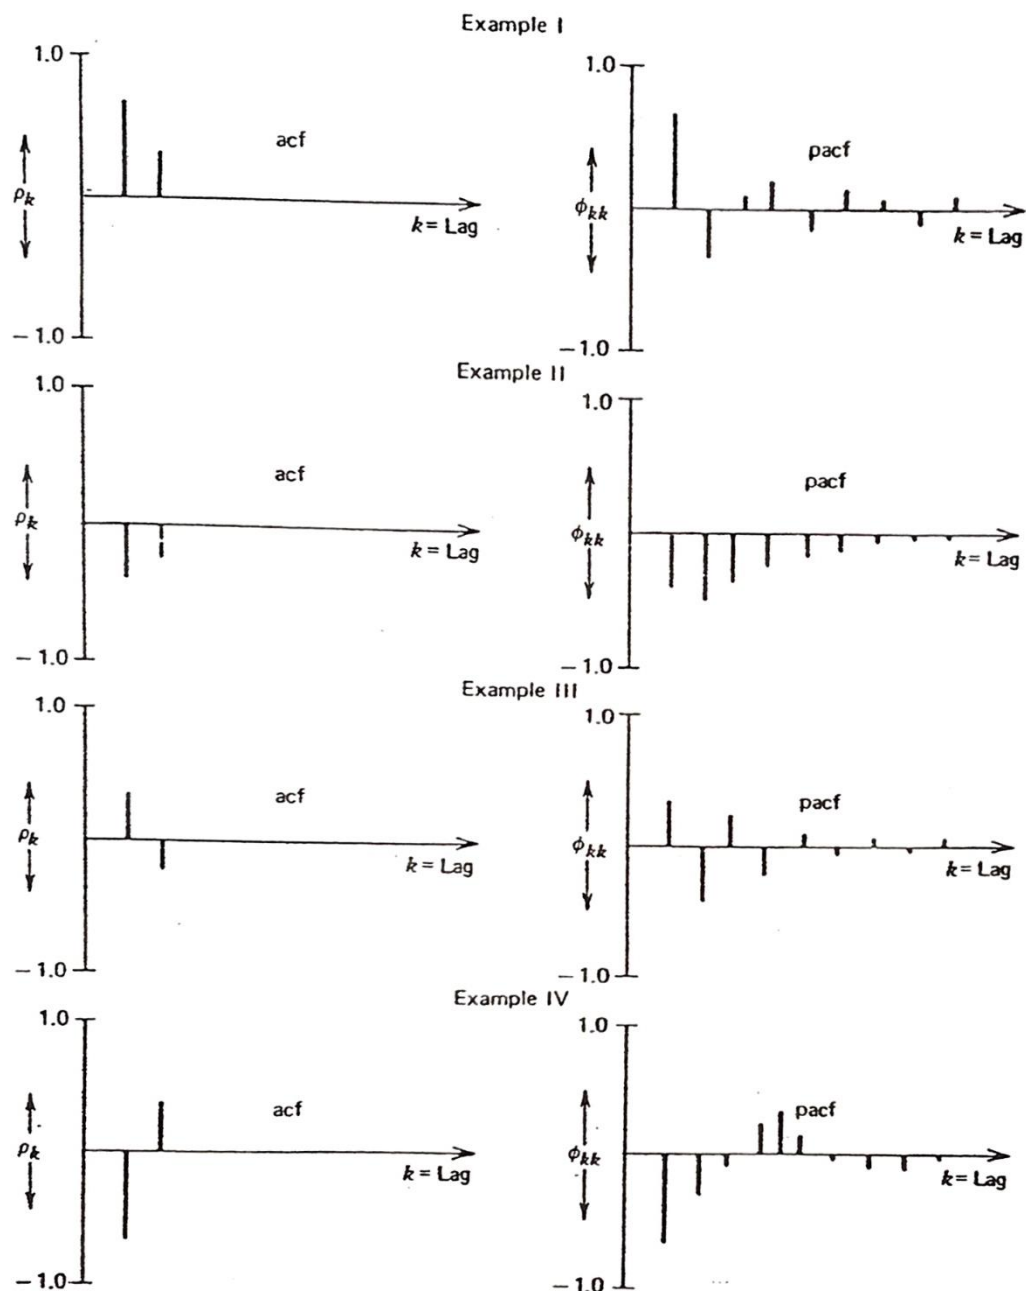 Example I
1.0
acf
ρk
k = Lag
−1.0
1.0
pacf
ϕkk
k = Lag
−1.0
Example II
1.0
acf
ρk
k = Lag
−1.0
1.0
pacf
ϕkk
k = Lag
−1.0
Example III
1.0
acf
ρk
k = Lag
−1.0
1.0
pacf
ϕkk
k = Lag
−1.0
Example IV
1.0
acf
ρk
k = Lag
−1.0
1.0
pacf
ϕkk
k = Lag
−1.0